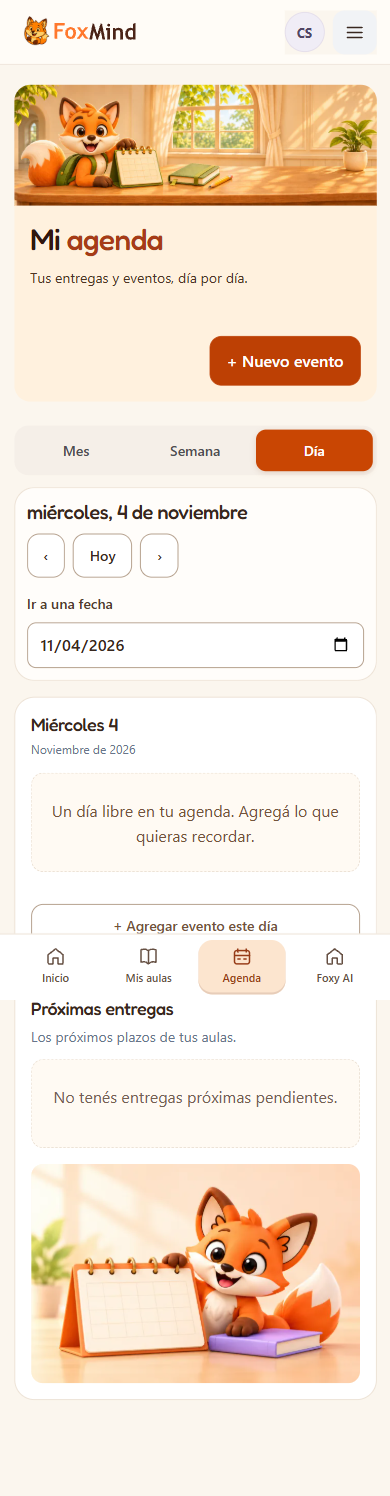 FoxMind
CS
Mi agenda
Tus entregas y eventos, día por día.
+ Nuevo evento
Mes
Semana
Día
miércoles, 4 de noviembre
‹
Hoy
›
Ir a una fecha
11/04/2026
Miércoles 4
Noviembre de 2026
Un día libre en tu agenda. Agregá lo que
quieras recordar.
+ Agregar evento este día
Inicio
Mis aulas
Agenda
Foxy AI
Próximas entregas
Los próximos plazos de tus aulas.
No tenés entregas próximas pendientes.